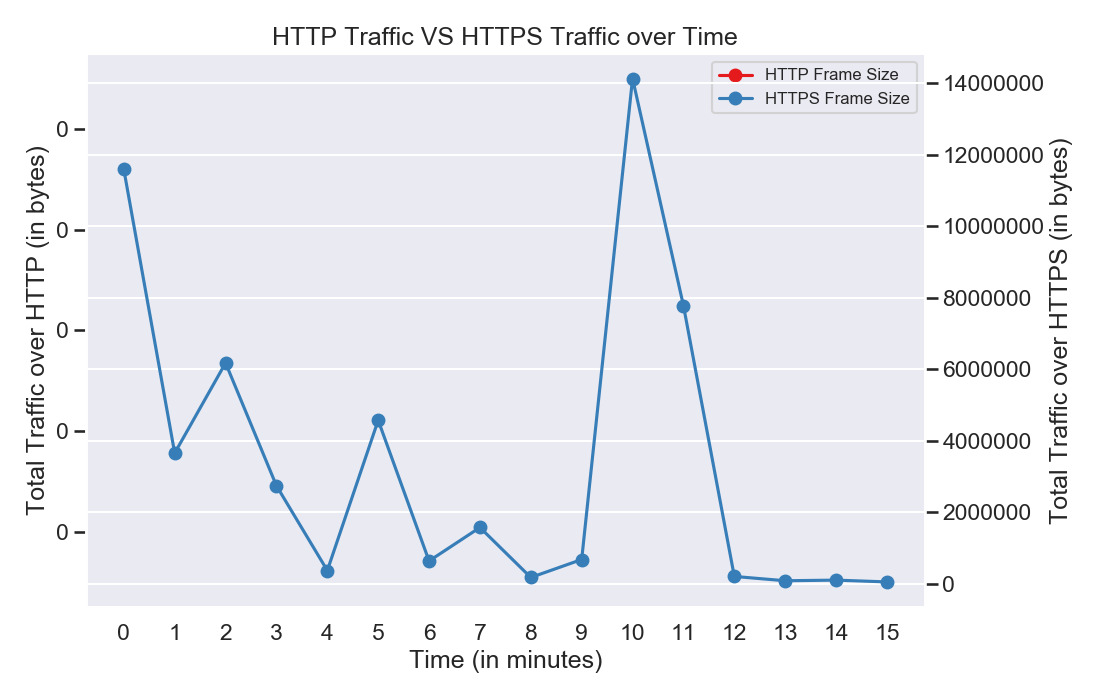 HTTP Traffic VS HTTPS Traffic over Time
HTTP Frame Size
HTTPS Frame Size
Total Traffic over HTTP (in bytes)
0
0
0
0
0
14000000
12000000
10000000
8000000
6000000
4000000
2000000
0
Total Traffic over HTTPS (in bytes)
0 1 2 3 4 5 6 7 8 9 10 11 12 13 14 15
Time (in minutes)